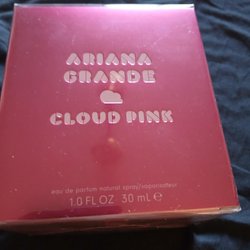 ARIANA
GRANDE
CLOUD PINK
eau de parfum natural spray/vaporisateur
1.0 FL OZ 30 ml ℮